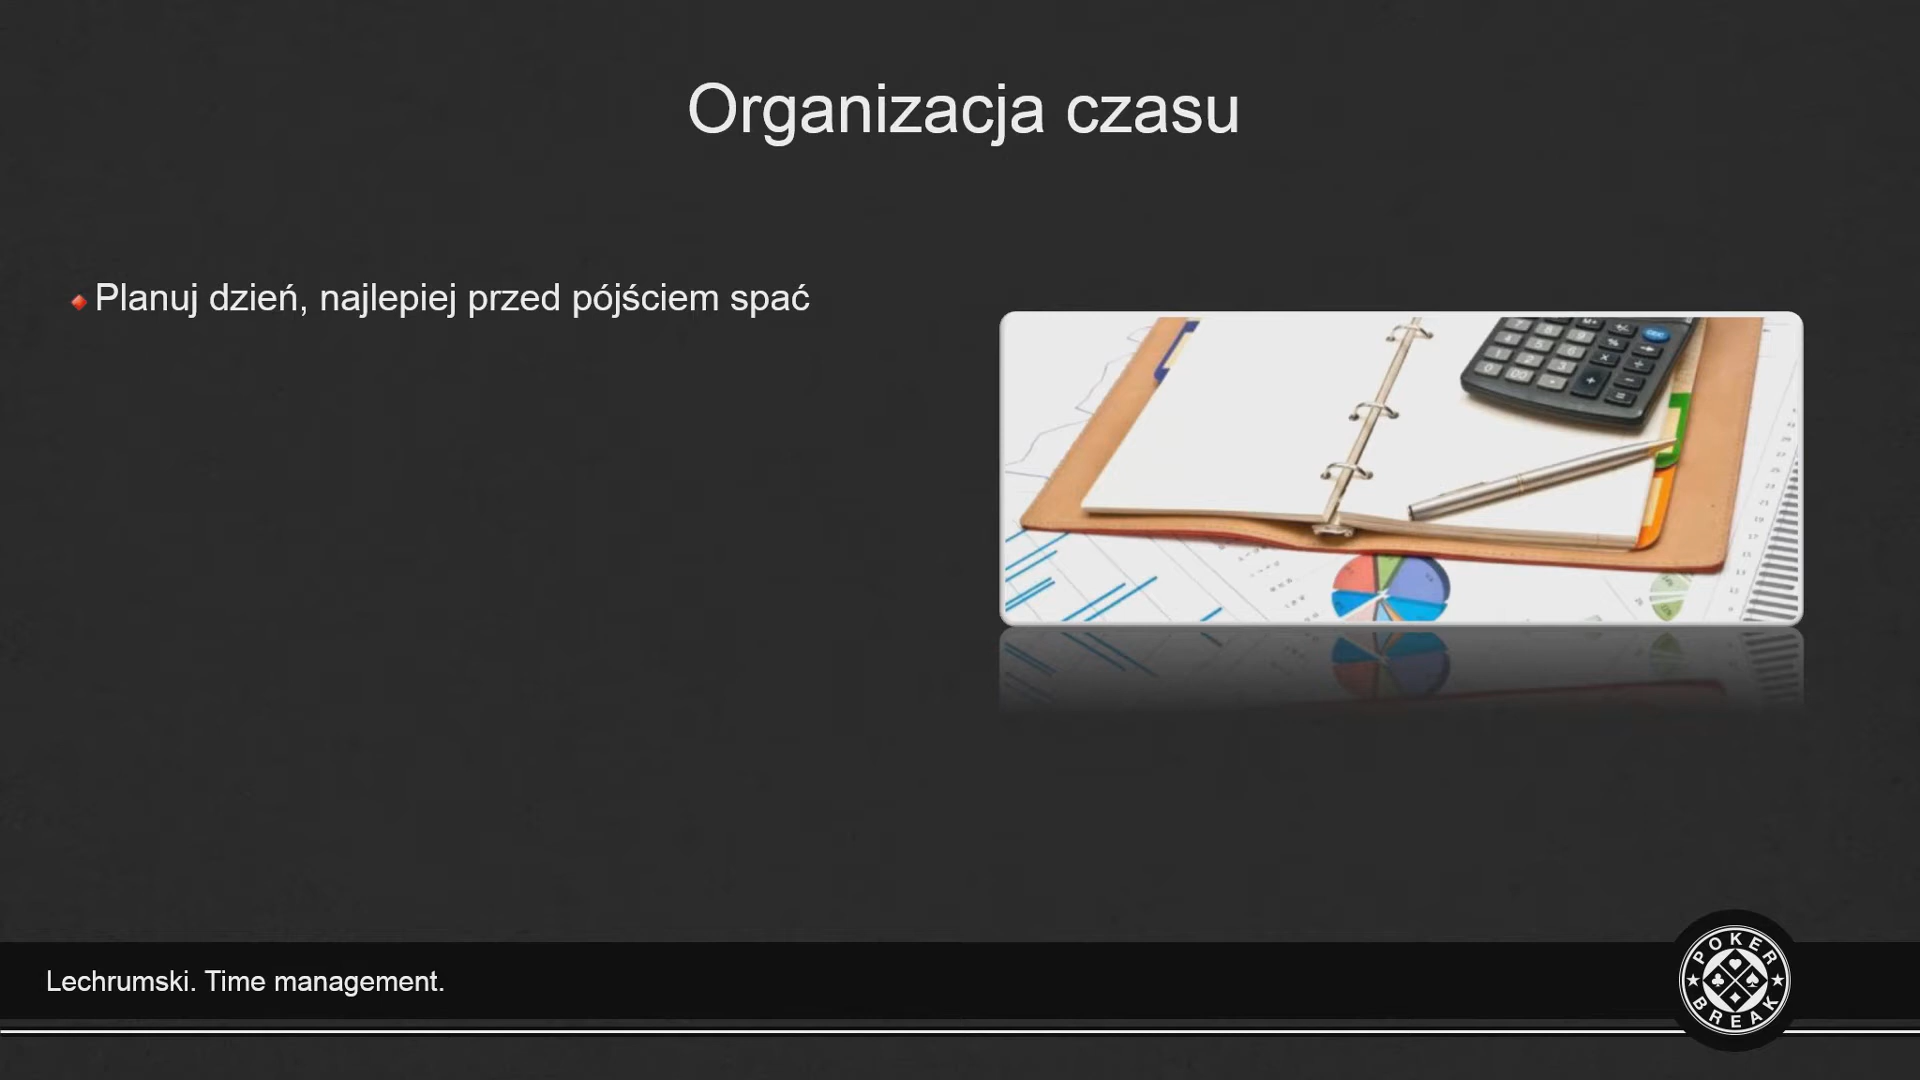 Organizacja czasu
Planuj dzień, najlepiej przed pójściem spać
Lechrumski. Time management.
POKER
BREAK